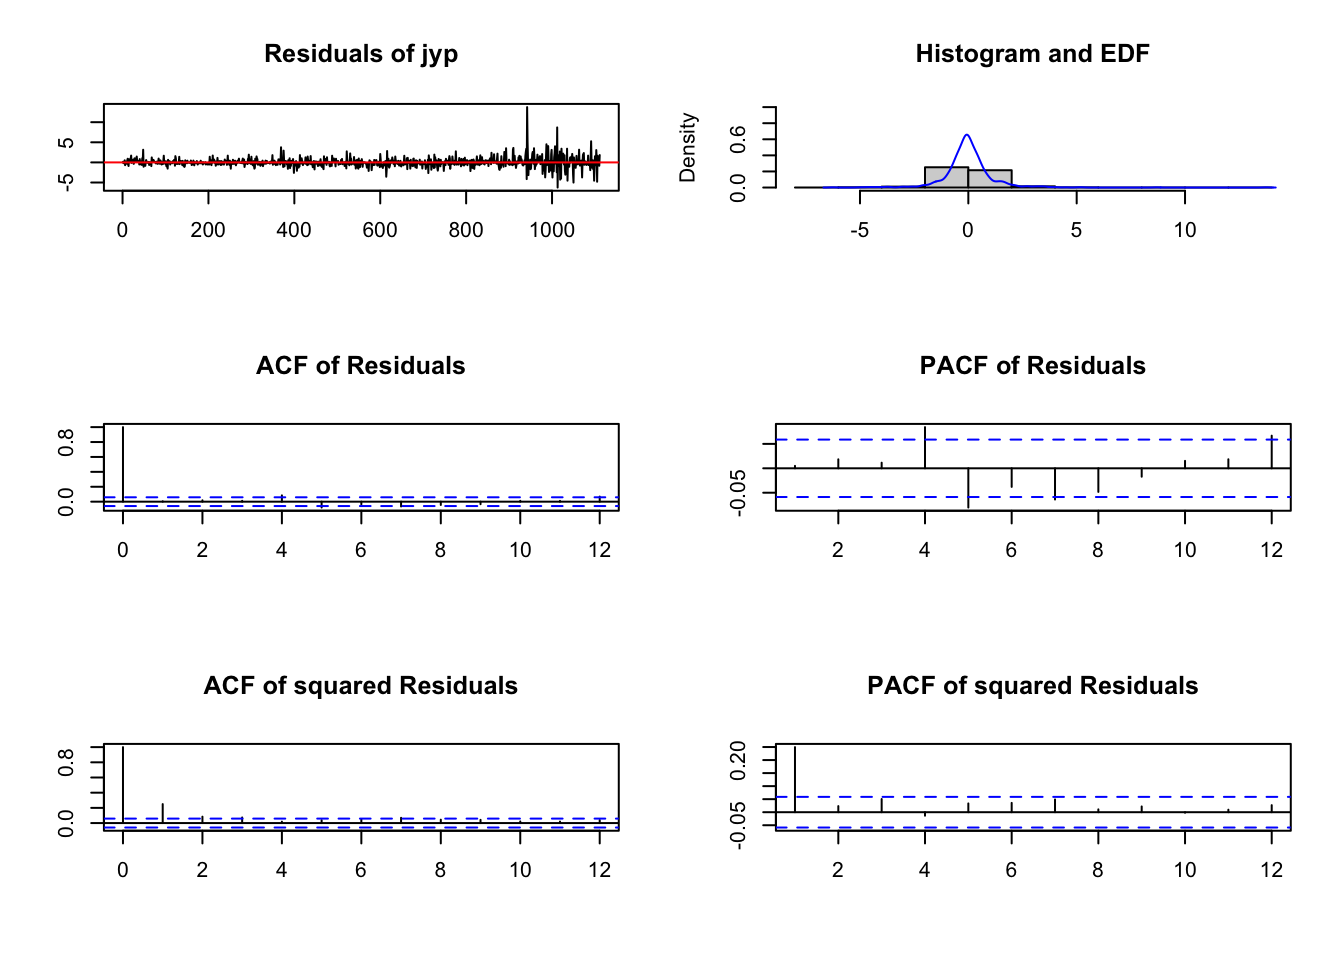 Residuals of jyp
5
-5
0 200 400 600 800 1000
Histogram and EDF
Density
0.6
0.0
-5 0 5 10
ACF of Residuals
0.8
0.0
0 2 4 6 8 10 12
PACF of Residuals
-0.05
2 4 6 8 10 12
ACF of squared Residuals
0.8
0.0
0 2 4 6 8 10 12
PACF of squared Residuals
0.20
-0.05
2 4 6 8 10 12